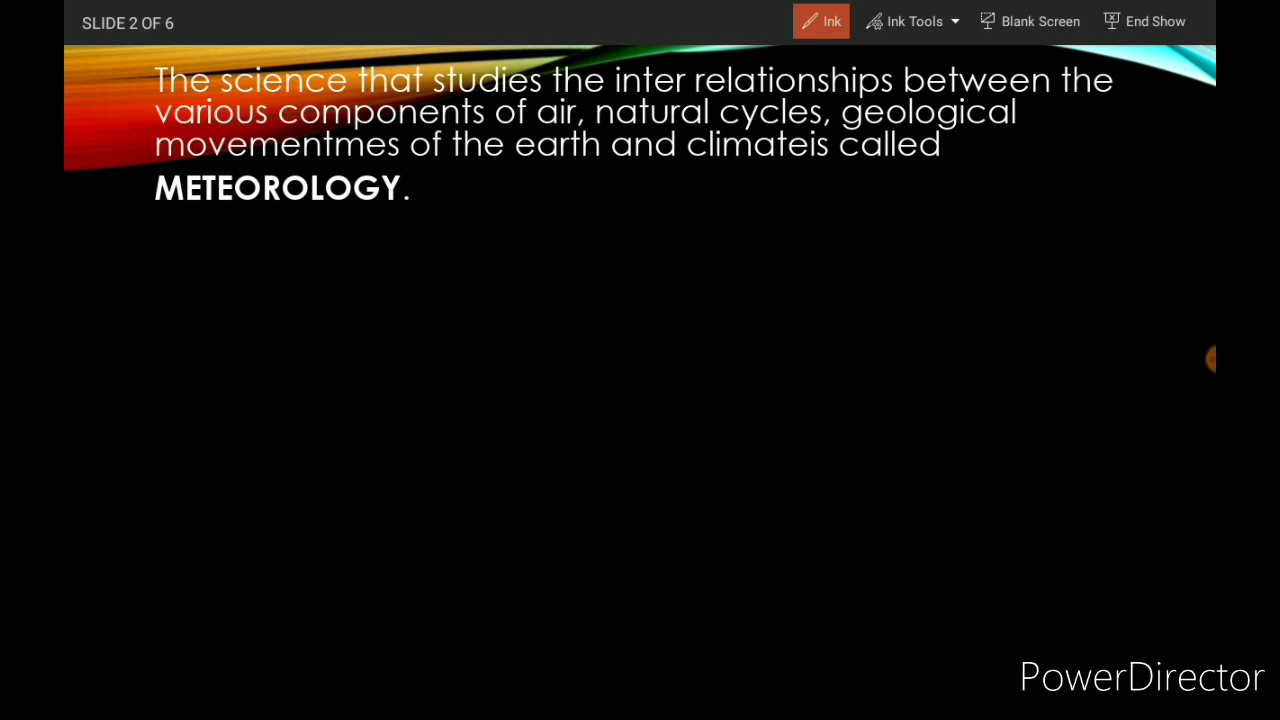 SLIDE 2 OF 6
Ink
Ink Tools
Blank Screen
End Show
The science that studies the inter relationships between the
various components of air, natural cycles, geological
movementmes of the earth and climateis called
METEOROLOGY.
PowerDirector